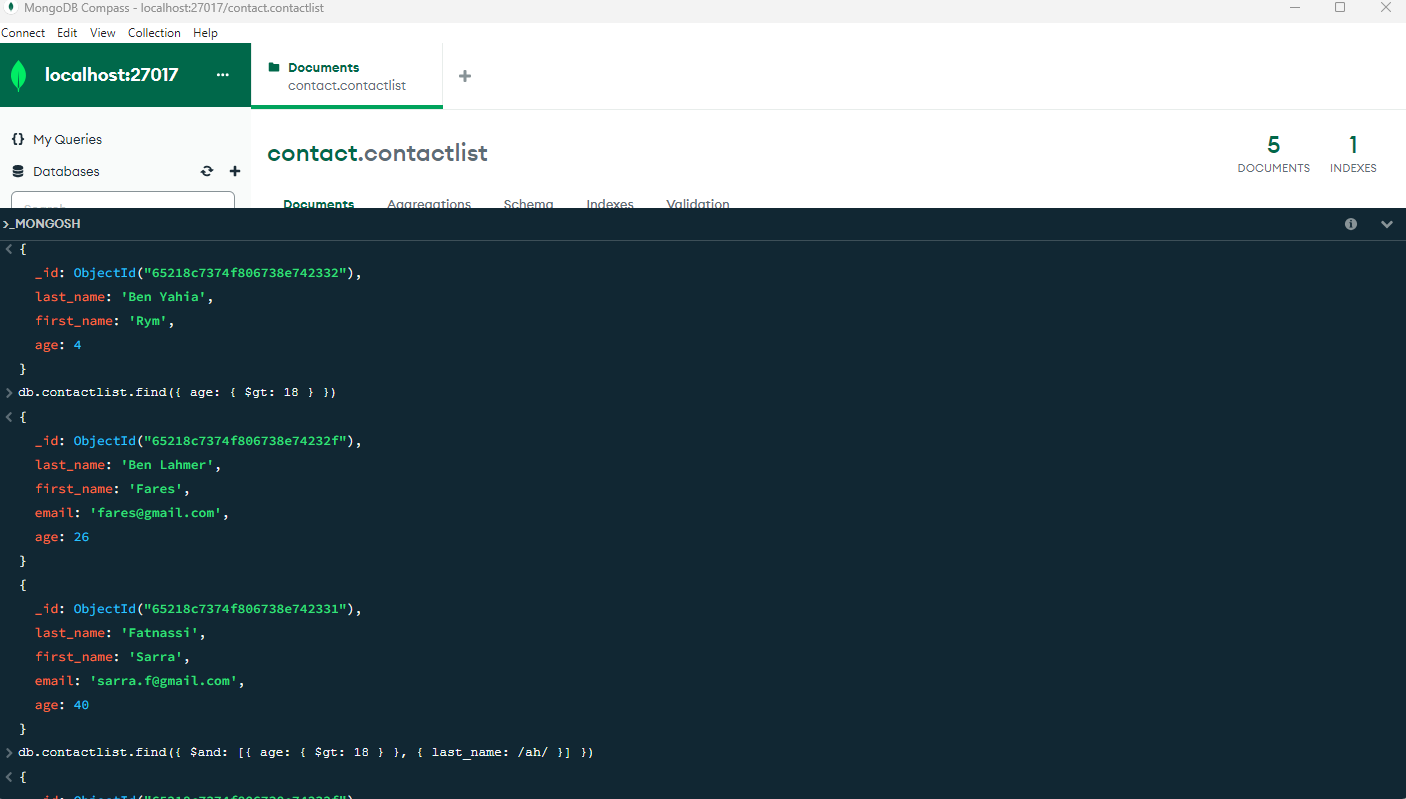 MongoDB Compass - localhost:27017/contact.contactlist
Connect Edit View Collection Help
localhost:27017 ...
Documents
contact.contactlist
My Queries
Databases
Search
contact.contactlist
5
DOCUMENTS
1
INDEXES
Documents Aggregations Schema Indexes Validation
>_MONGOSH
< {
_id: ObjectId("65218c7374f806738e742332"),
last_name: 'Ben Yahia',
first_name: 'Rym',
age: 4
}
> db.contactlist.find({ age: { $gt: 18 } })
< {
_id: ObjectId("65218c7374f806738e74232f"),
last_name: 'Ben Lahmer',
first_name: 'Fares',
email: 'fares@gmail.com',
age: 26
}
{
_id: ObjectId("65218c7374f806738e742331"),
last_name: 'Fatnassi',
first_name: 'Sarra',
email: 'sarra.f@gmail.com',
age: 40
}
> db.contactlist.find({ $and: [{ age: { $gt: 18 } }, { last_name: /ah/ }] })
< {
_id: ObjectId("65218c7374f806738e74232f"),